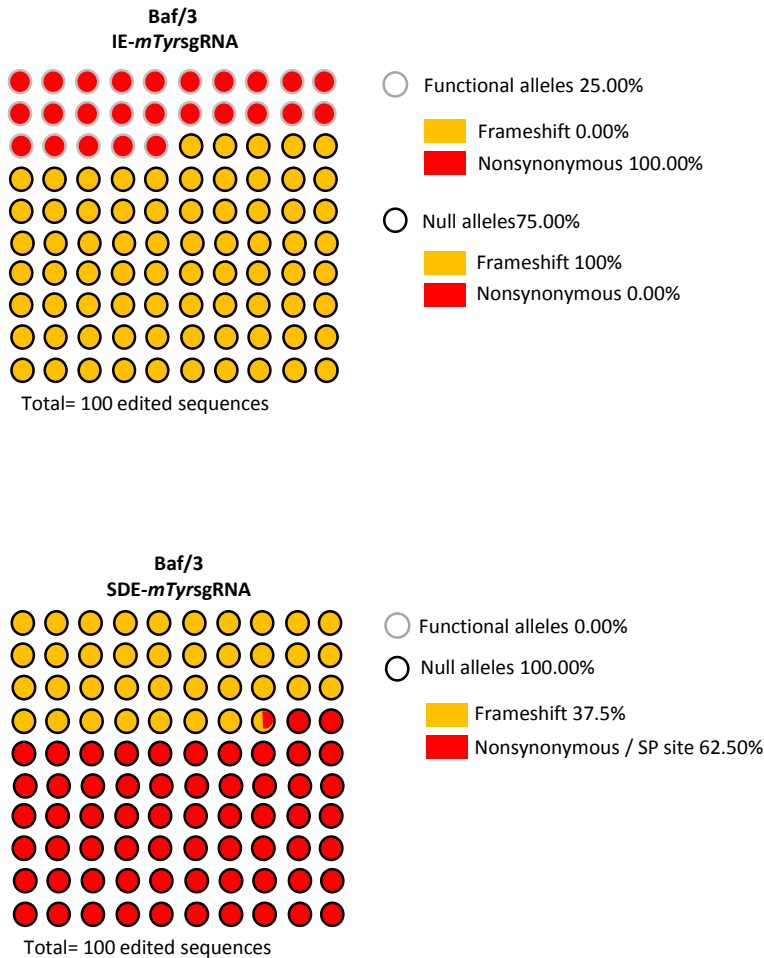 Baf/3
IE-mTyrsgRNA
Functional alleles 25.00%
Frameshift 0.00%
Nonsynonymous 100.00%
Null alleles75.00%
Frameshift 100%
Nonsynonymous 0.00%
Total= 100 edited sequences
Baf/3
SDE-mTyrsgRNA
Functional alleles 0.00%
Null alleles 100.00%
Frameshift 37.5%
Nonsynonymous / SP site 62.50%
Total= 100 edited sequences